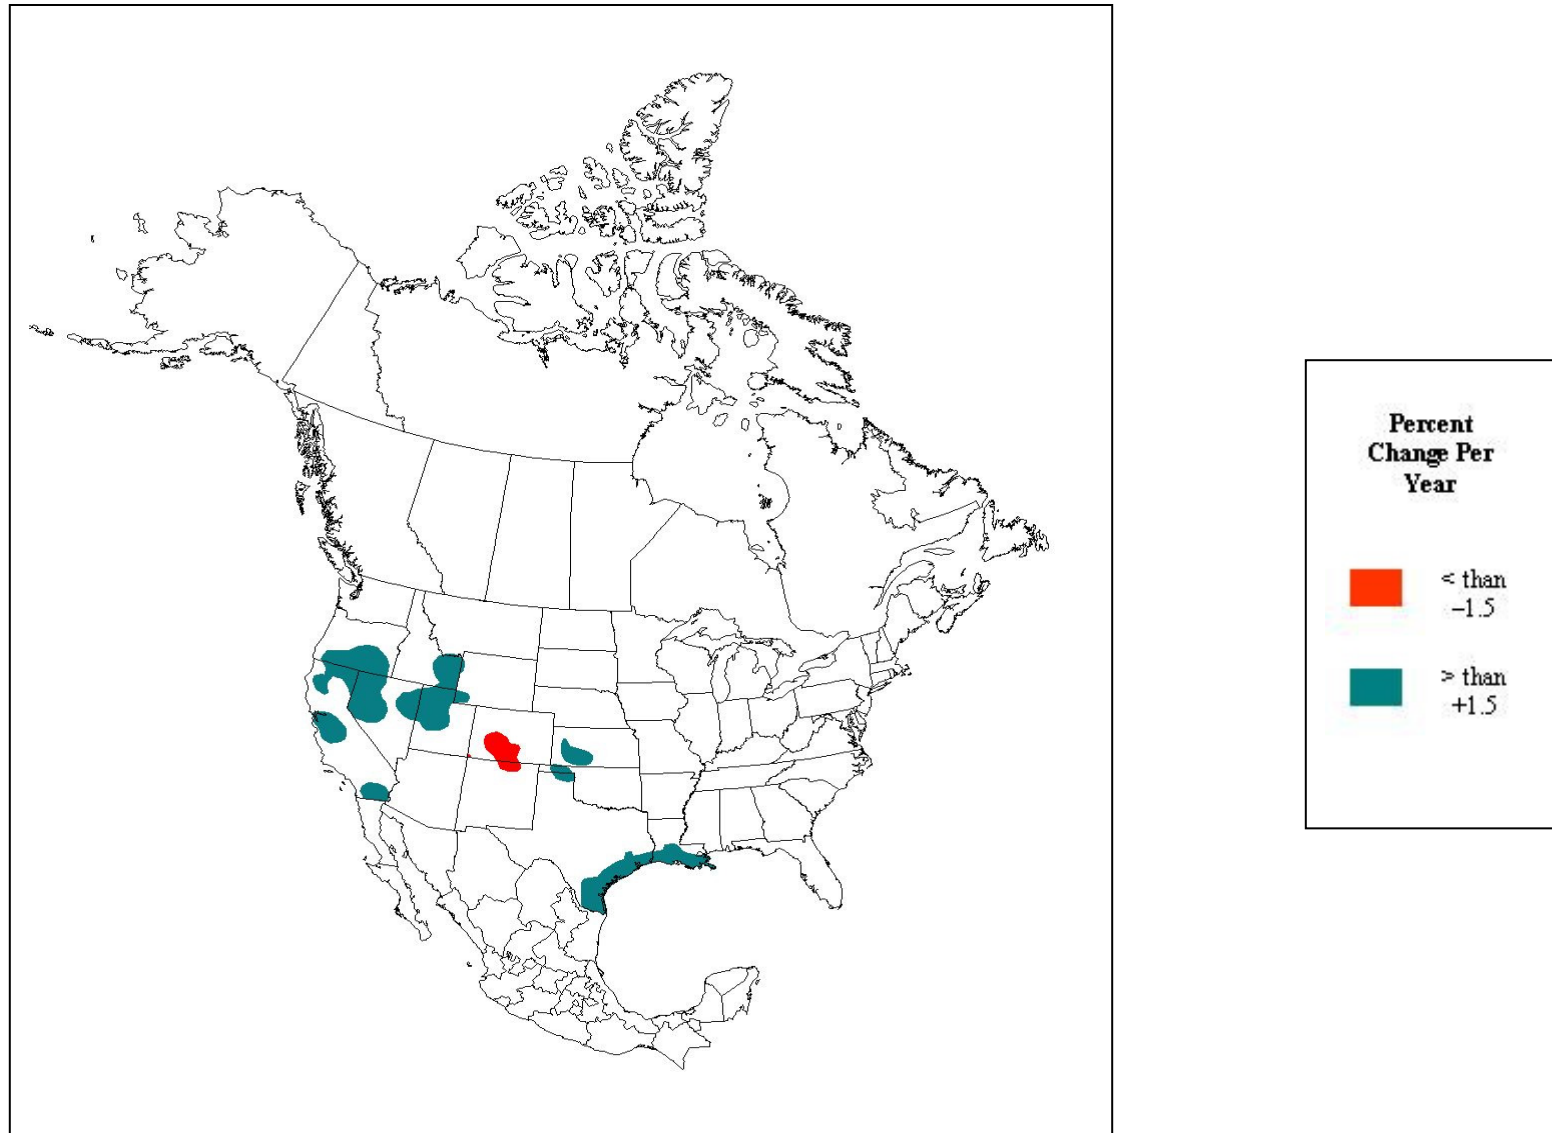 Percent
Change Per
Year
< than
–1.5
> than
+1.5